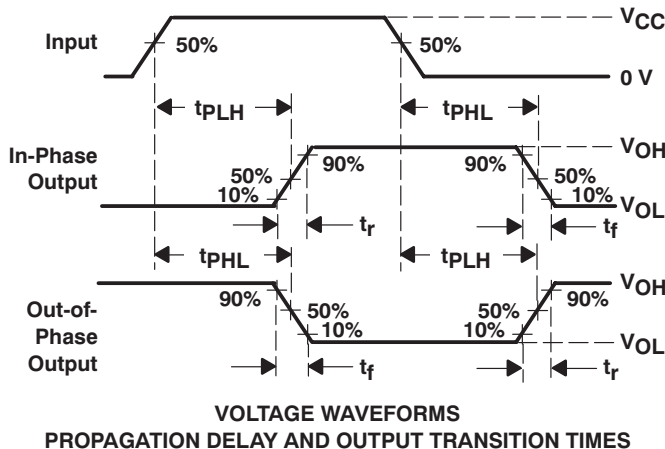 VCC
Input
50%
50%
0 V
tPLH
tPHL
In-Phase
Output
VOH
90%
90%
50%
50%
10%
10%
VOL
tr
tf
tPHL
tPLH
Out-of-
Phase
Output
VOH
90%
90%
50%
50%
10%
10%
VOL
tf
tr
VOLTAGE WAVEFORMS
PROPAGATION DELAY AND OUTPUT TRANSITION TIMES